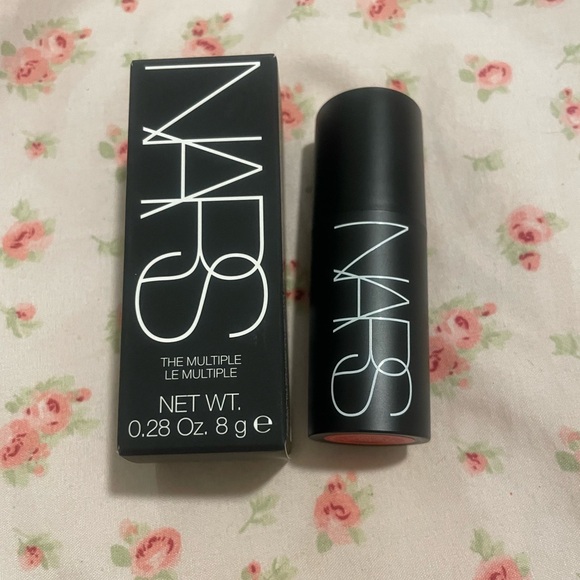 NARS
THE MULTIPLE
LE MULTIPLE
NET WT.
0.28 Oz. 8 g ℮
NARS